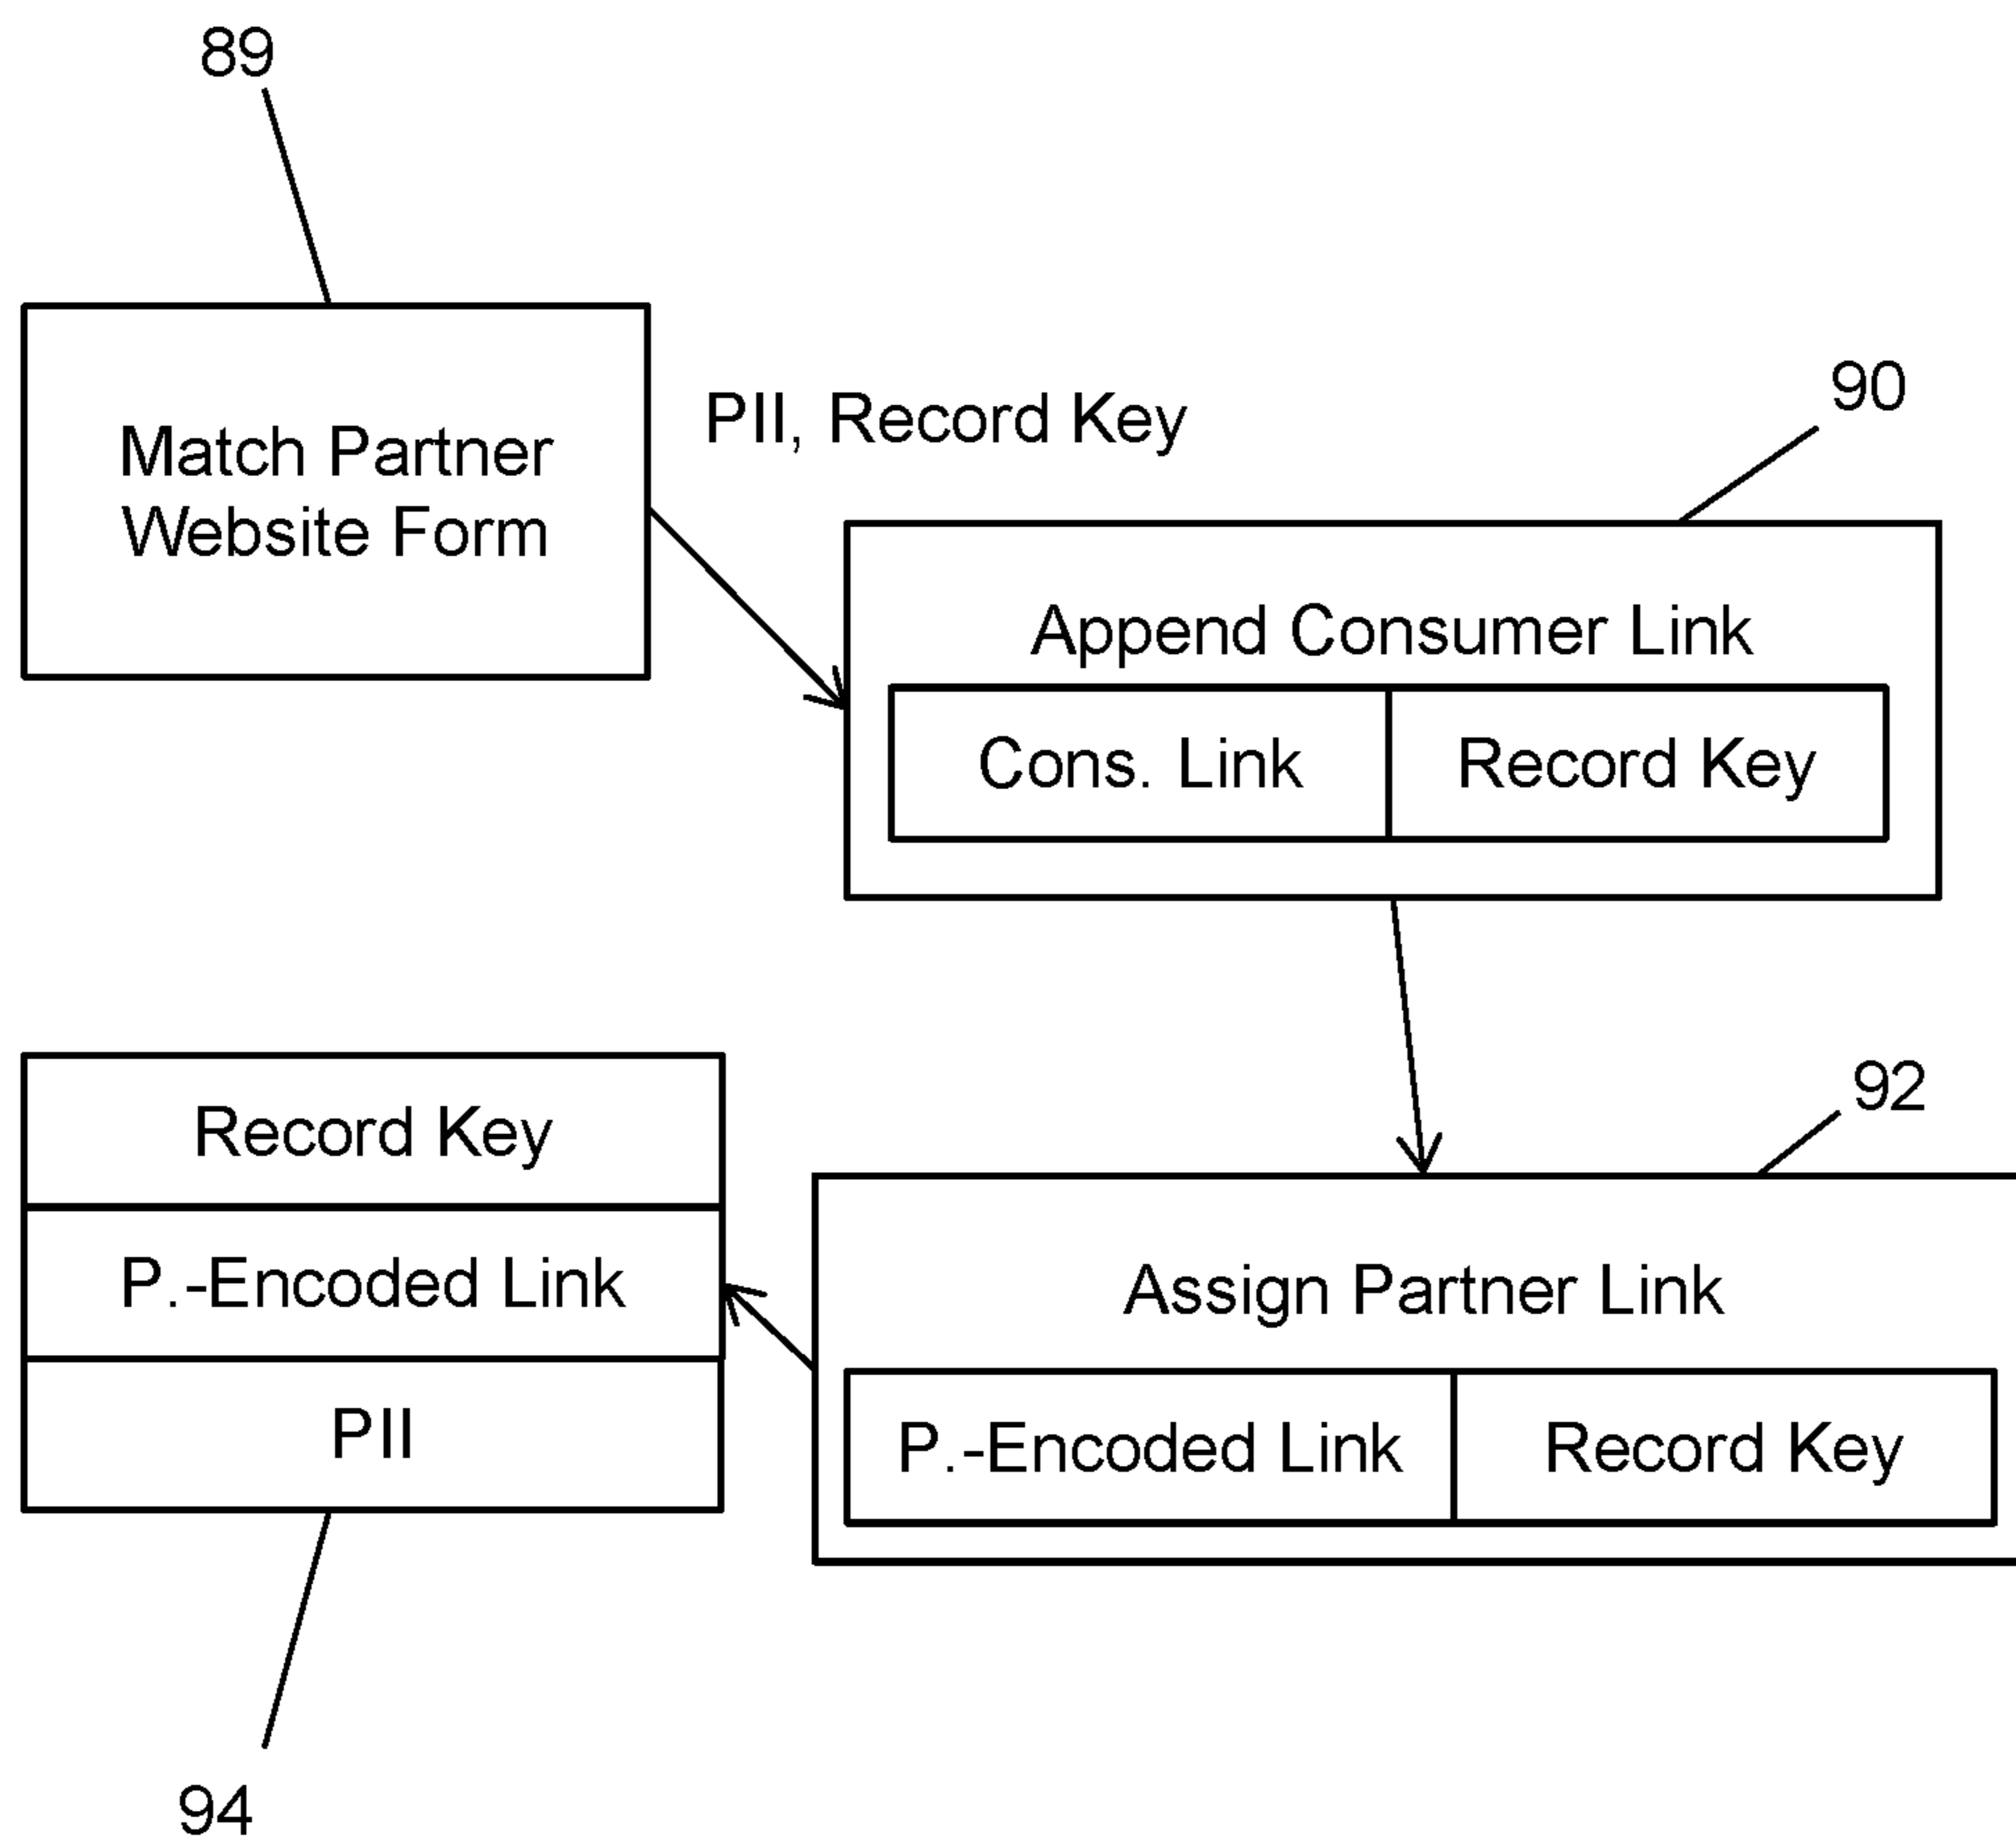 89
Match Partner
Website Form
PII, Record Key
90
Append Consumer Link
Cons. Link
Record Key
92
Assign Partner Link
P.-Encoded Link
Record Key
Record Key
P.-Encoded Link
PII
94